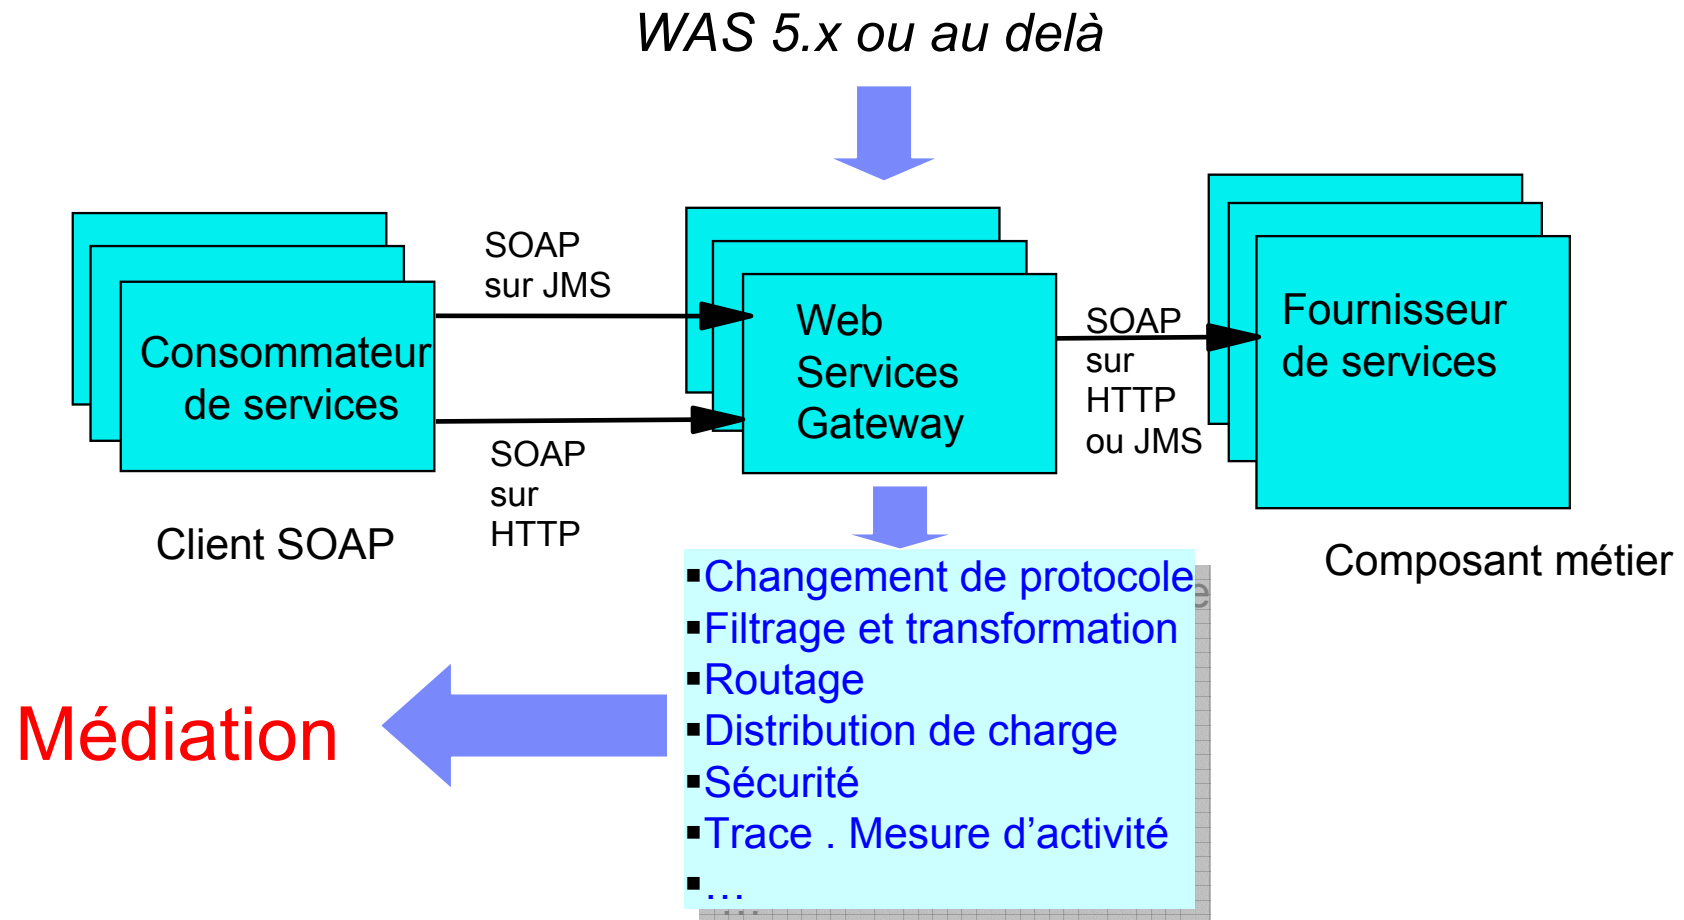 WAS 5.x ou au delà
SOAP
sur JMS
Consommateur
de services
SOAP
sur
HTTP
Client SOAP
Web
Services
Gateway
SOAP
sur
HTTP
ou JMS
Fournisseur
de services
Composant métier
▪Changement de protocole
▪Filtrage et transformation
▪Routage
▪Distribution de charge
▪Sécurité
▪Trace . Mesure d’activité
▪…
Médiation